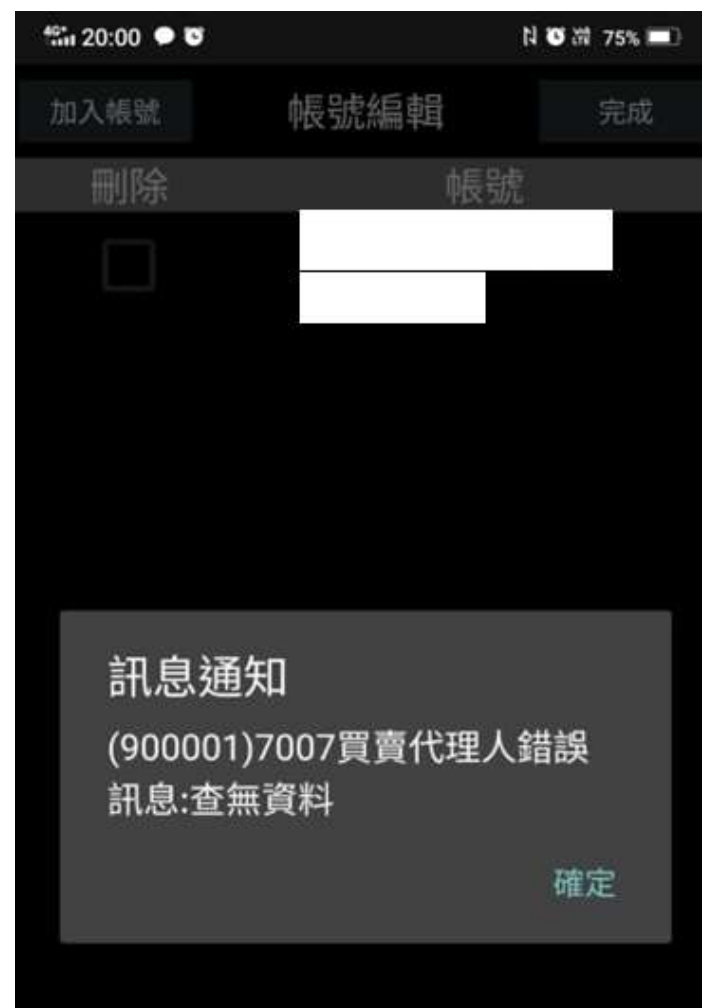 4G+ 20:00 75%
加入帳號 帳號編輯 完成
刪除 帳號
訊息通知
(900001)7007買賣代理人錯誤
訊息:查無資料
確定